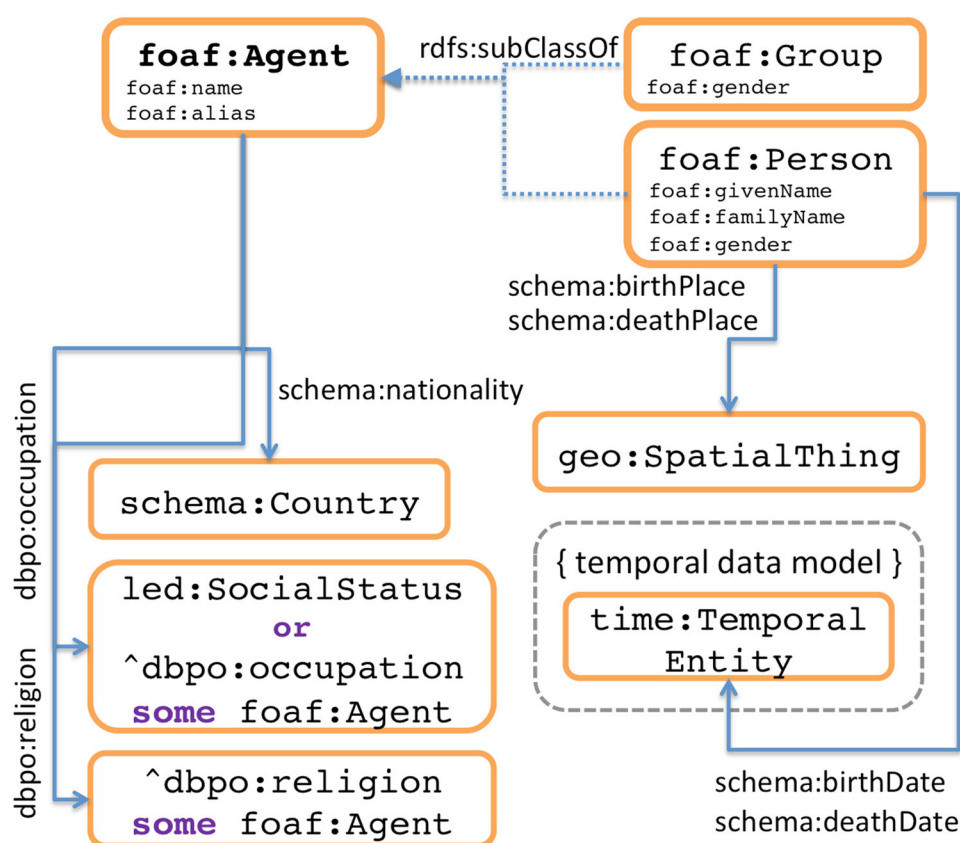 foaf:Agent
foaf:name
foaf:alias
rdfs:subClassOf
foaf:Group
foaf:gender
foaf:Person
foaf:givenName
foaf:familyName
foaf:gender
schema:birthPlace
schema:deathPlace
schema:nationality
dbpo:occupation
dbpo:religion
geo:SpatialThing
schema:Country
{ temporal data model }
time:Temporal
Entity
led:SocialStatus
or
^dbpo:occupation
some foaf:Agent
^dbpo:religion
some foaf:Agent
schema:birthDate
schema:deathDate